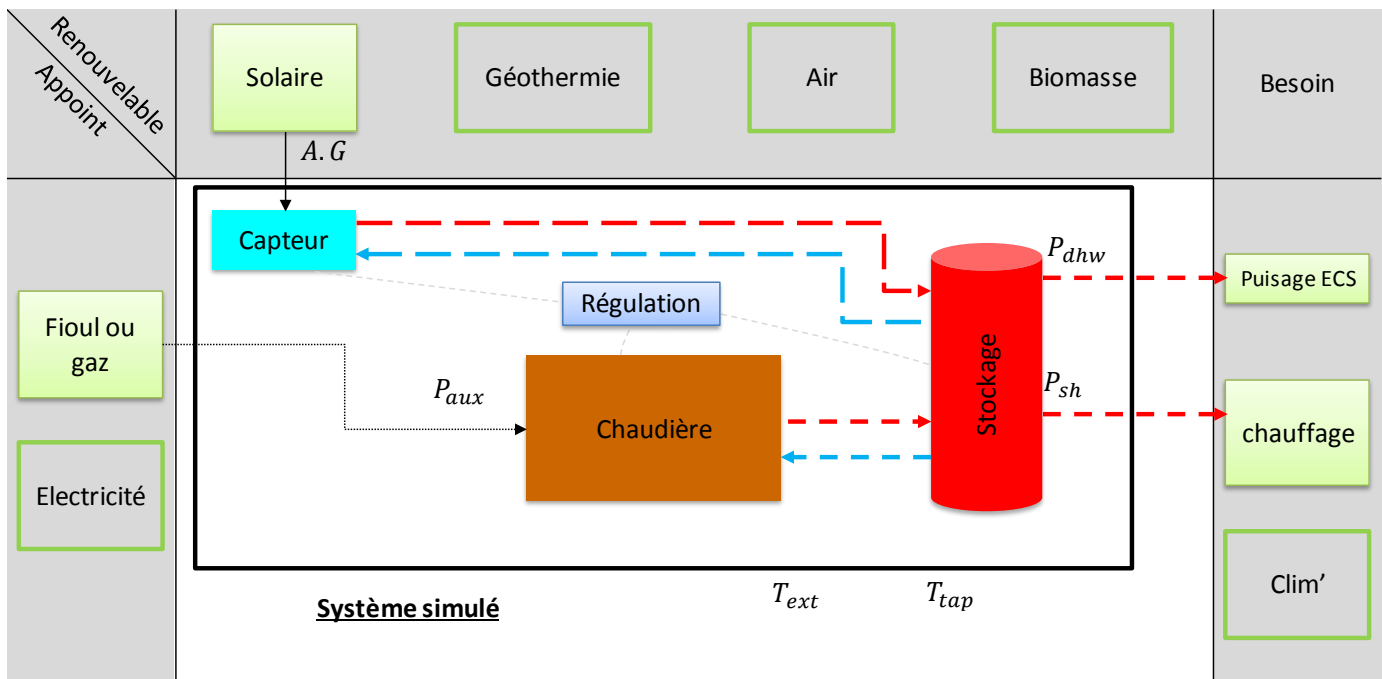 Renouvelable
Appoint
Solaire
Géothermie
Air
Biomasse
Besoin
A. G
Capteur
Régulation
Stockage
P_dhw
Puisage ECS
Fioul ou
gaz
P_aux
Chaudière
P_sh
chauffage
Electricité
T_ext
T_tap
Système simulé
Clim'